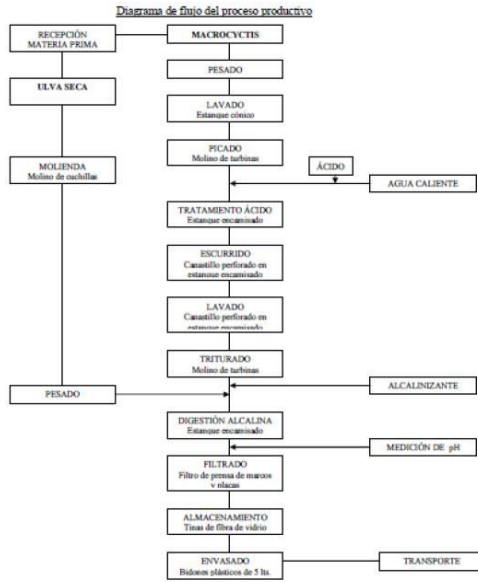 Diagrama de flujo del proceso productivo
RECEPCIÓN
MATERIA PRIMA
MACROCYCTIS
PESADO
ULVA SECA
LAVADO
Estanque cónico
PICADO
Molino de turbinas
MOLIENDA
Molino de cuchillas
ÁCIDO
AGUA CALIENTE
TRATAMIENTO ÁCIDO
Estanque encamisado
ESCURRIDO
Canastillo perforado en
estanque encamisado
LAVADO
Canastillo perforado en
estanque encamisado
TRITURADO
Molino de turbinas
PESADO
ALCALINIZANTE
DIGESTIÓN ALCALINA
Estanque encamisado
MEDICIÓN DE pH
FILTRADO
Filtro de prensa de marcos
y placas
ALMACENAMIENTO
Tinas de fibra de vidrio
ENVASADO
Bidones plásticos de 5 lts.
TRANSPORTE